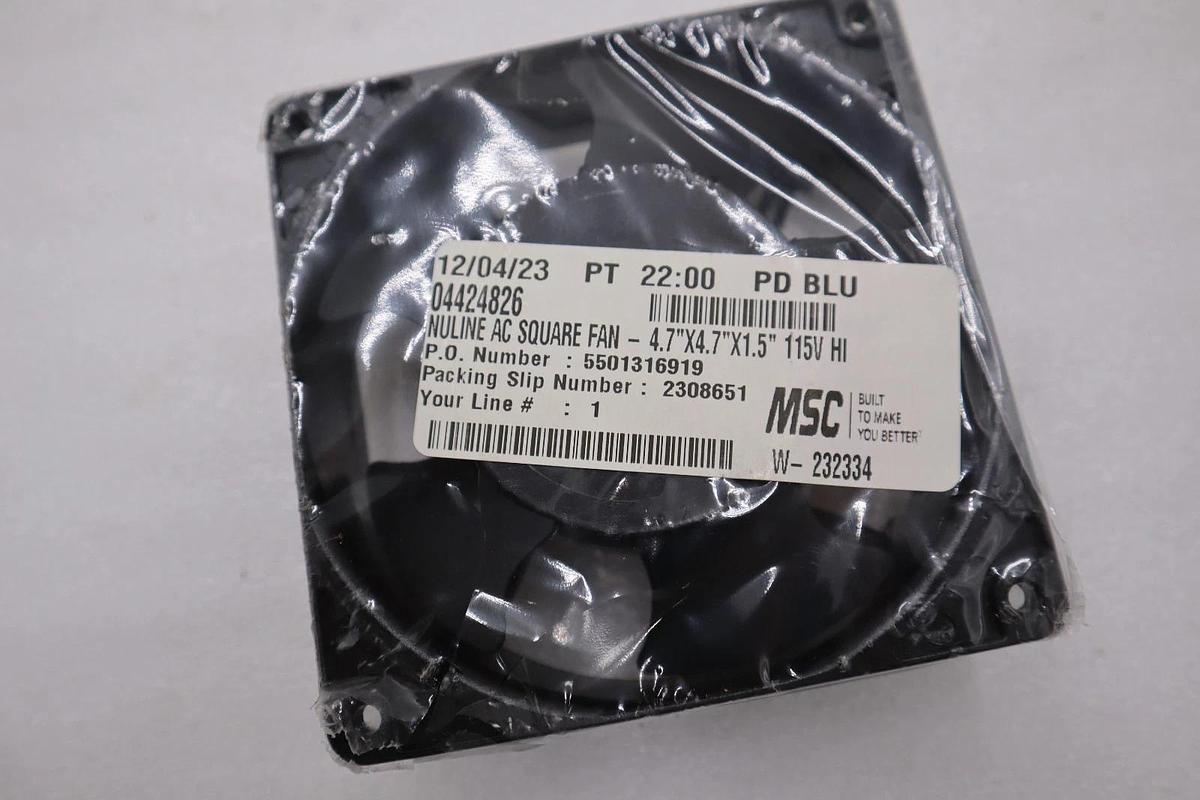 12/04/23 PT 22:00 PD BLU
04424826
NULINE AC SQUARE FAN - 4.7"X4.7"X1.5" 115V HI
P.O. Number : 5501316919
Packing Slip Number : 2308651
Your Line # : 1
MSC
BUILT
TO MAKE
YOU BETTER
W- 232334